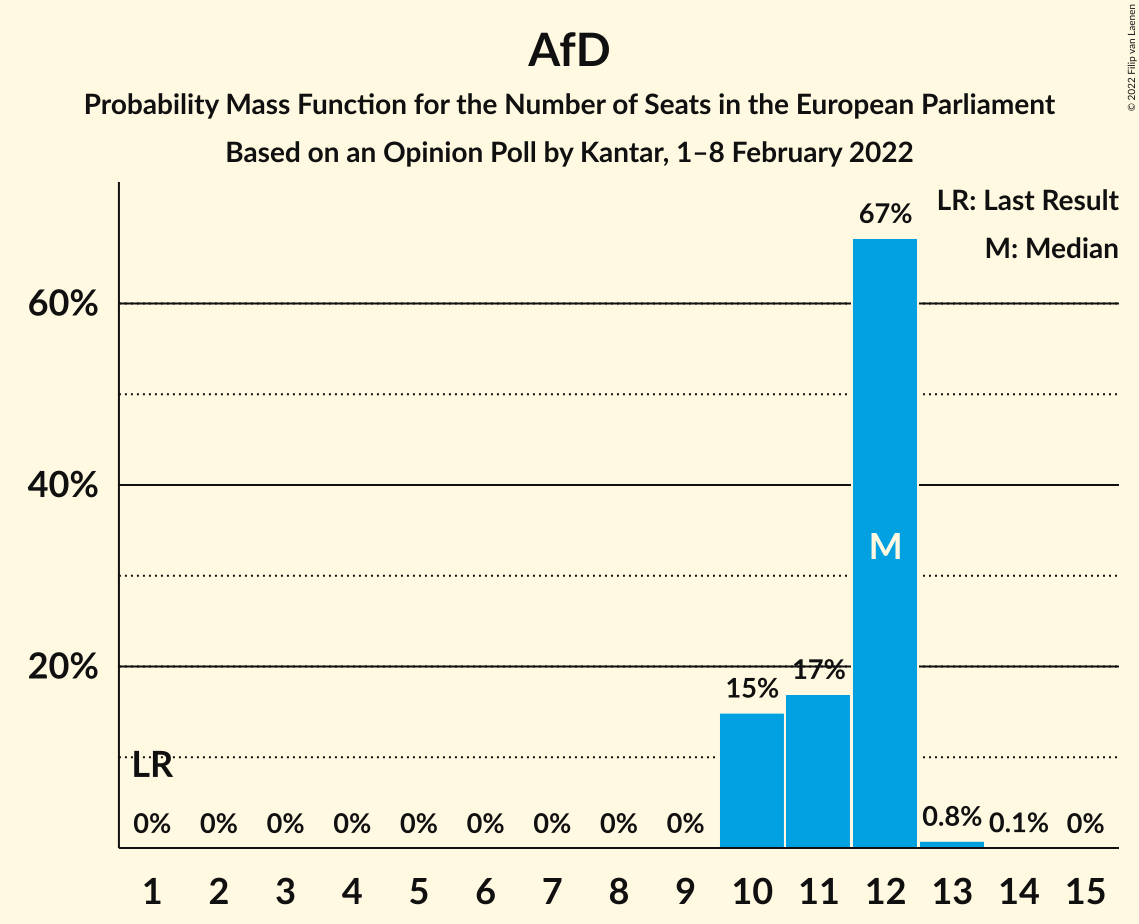 AfD
Probability Mass Function for the Number of Seats in the European Parliament
Based on an Opinion Poll by Kantar, 1–8 February 2022
© 2022 Filip van Laenen
LR: Last Result
M: Median
60%
40%
20%
67%
M
17%
15%
LR
0% 0% 0% 0% 0% 0% 0% 0% 0% 0.8% 0.1% 0%
1 2 3 4 5 6 7 8 9 10 11 12 13 14 15